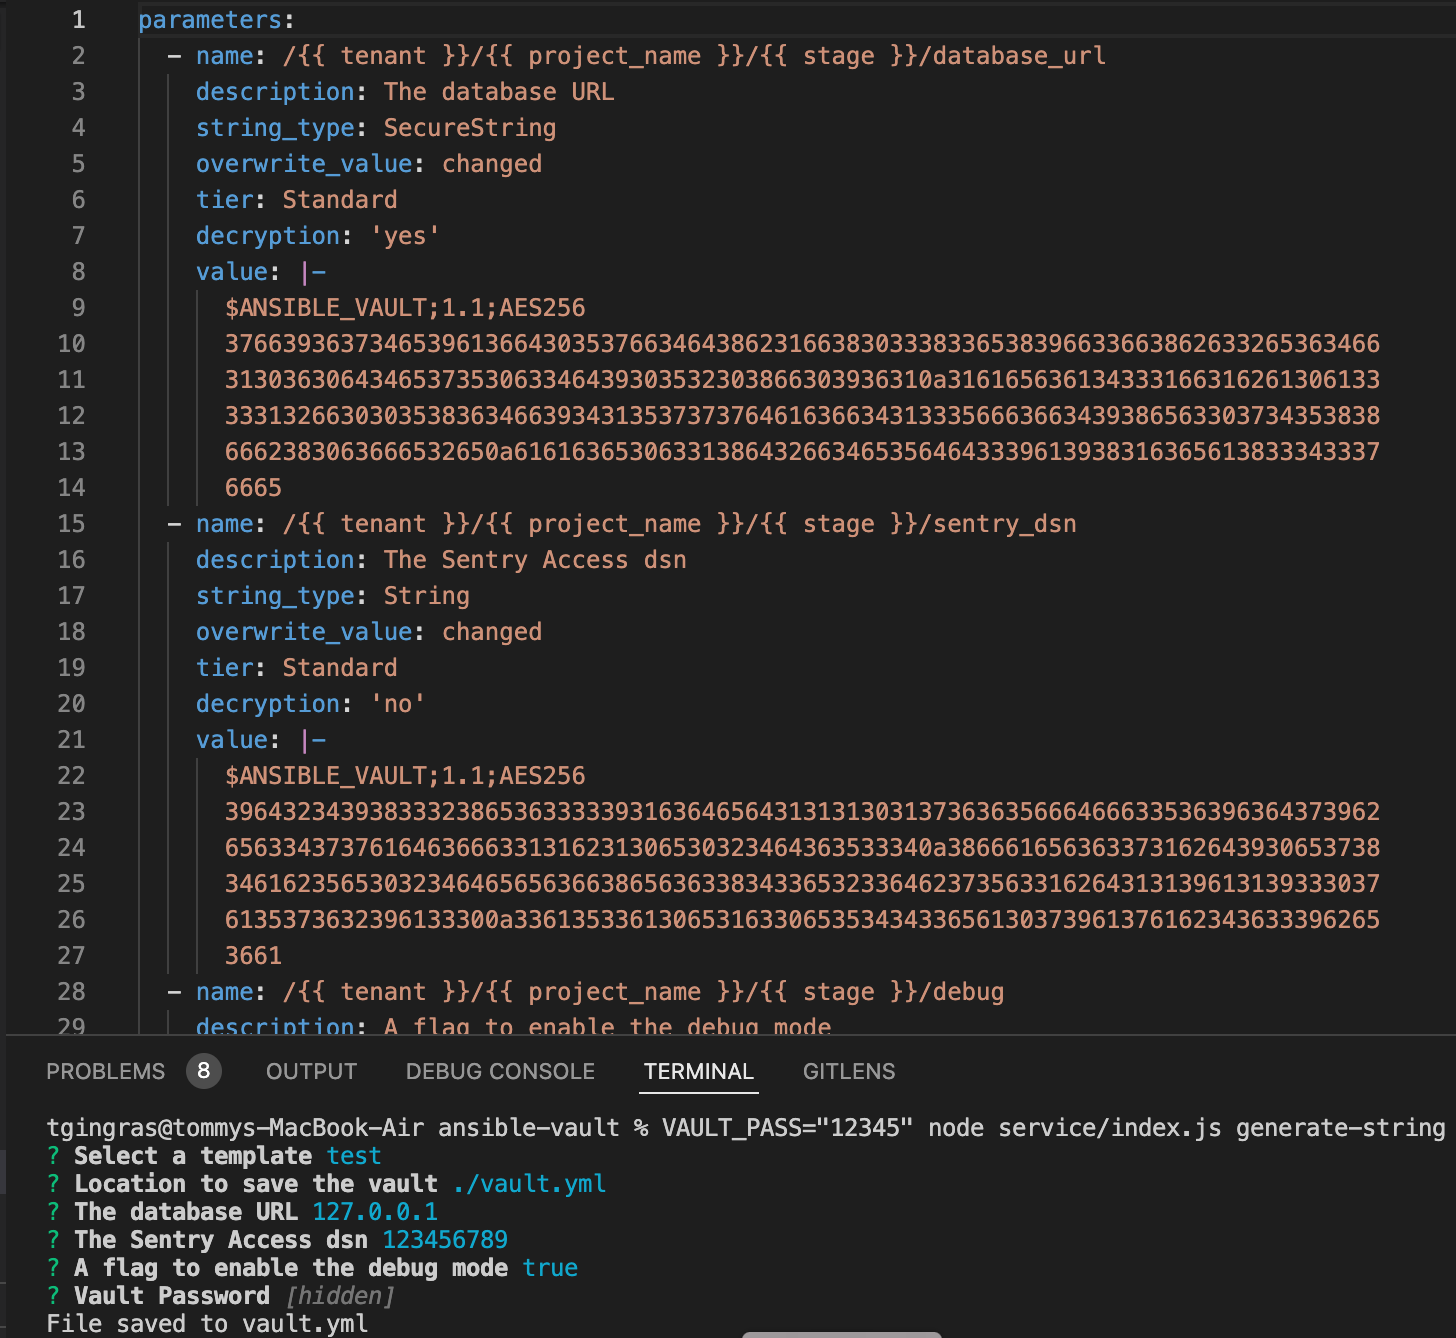 1 parameters:
2 - name: /{{ tenant }}/{{ project_name }}/{{ stage }}/database_url
3 description: The database URL
4 string_type: SecureString
5 overwrite_value: changed
6 tier: Standard
7 decryption: 'yes'
8 value: |-
9 $ANSIBLE_VAULT;1.1;AES256
10 37663936373465396136643035376634643862316638303338336538396633663862633265363466
11 3130363064346537353063346439303532303866303936310a316165636134333166316261306133
12 33313266303035383634663934313537373764616366343133356663663439386563303734353838
13 6662383063666532650a616163653063313864326634653564643339613938316365613833343337
14 6665
15 - name: /{{ tenant }}/{{ project_name }}/{{ stage }}/sentry_dsn
16 description: The Sentry Access dsn
17 string_type: String
18 overwrite_value: changed
19 tier: Standard
20 decryption: 'no'
21 value: |-
22 $ANSIBLE_VAULT;1.1;AES256
23 39643234393833323865363333393163646564313131303137363635666466633536396364373962
24 6563343737616463666331316231306530323464363533340a386661656363373162643930653738
25 34616235653032346465656366386563633834336532336462373563316264313139613139333037
26 6135373632396133300a336135336130653163306535343433656130373961376162343633396265
27 3661
28 - name: /{{ tenant }}/{{ project_name }}/{{ stage }}/debug
29 description: A flag to enable the debug mode
PROBLEMS 8 OUTPUT DEBUG CONSOLE TERMINAL GITLENS
tgingras@tommys-MacBook-Air ansible-vault % VAULT_PASS="12345" node service/index.js generate-string
? Select a template test
? Location to save the vault ./vault.yml
? The database URL 127.0.0.1
? The Sentry Access dsn 123456789
? A flag to enable the debug mode true
? Vault Password [hidden]
File saved to vault.yml